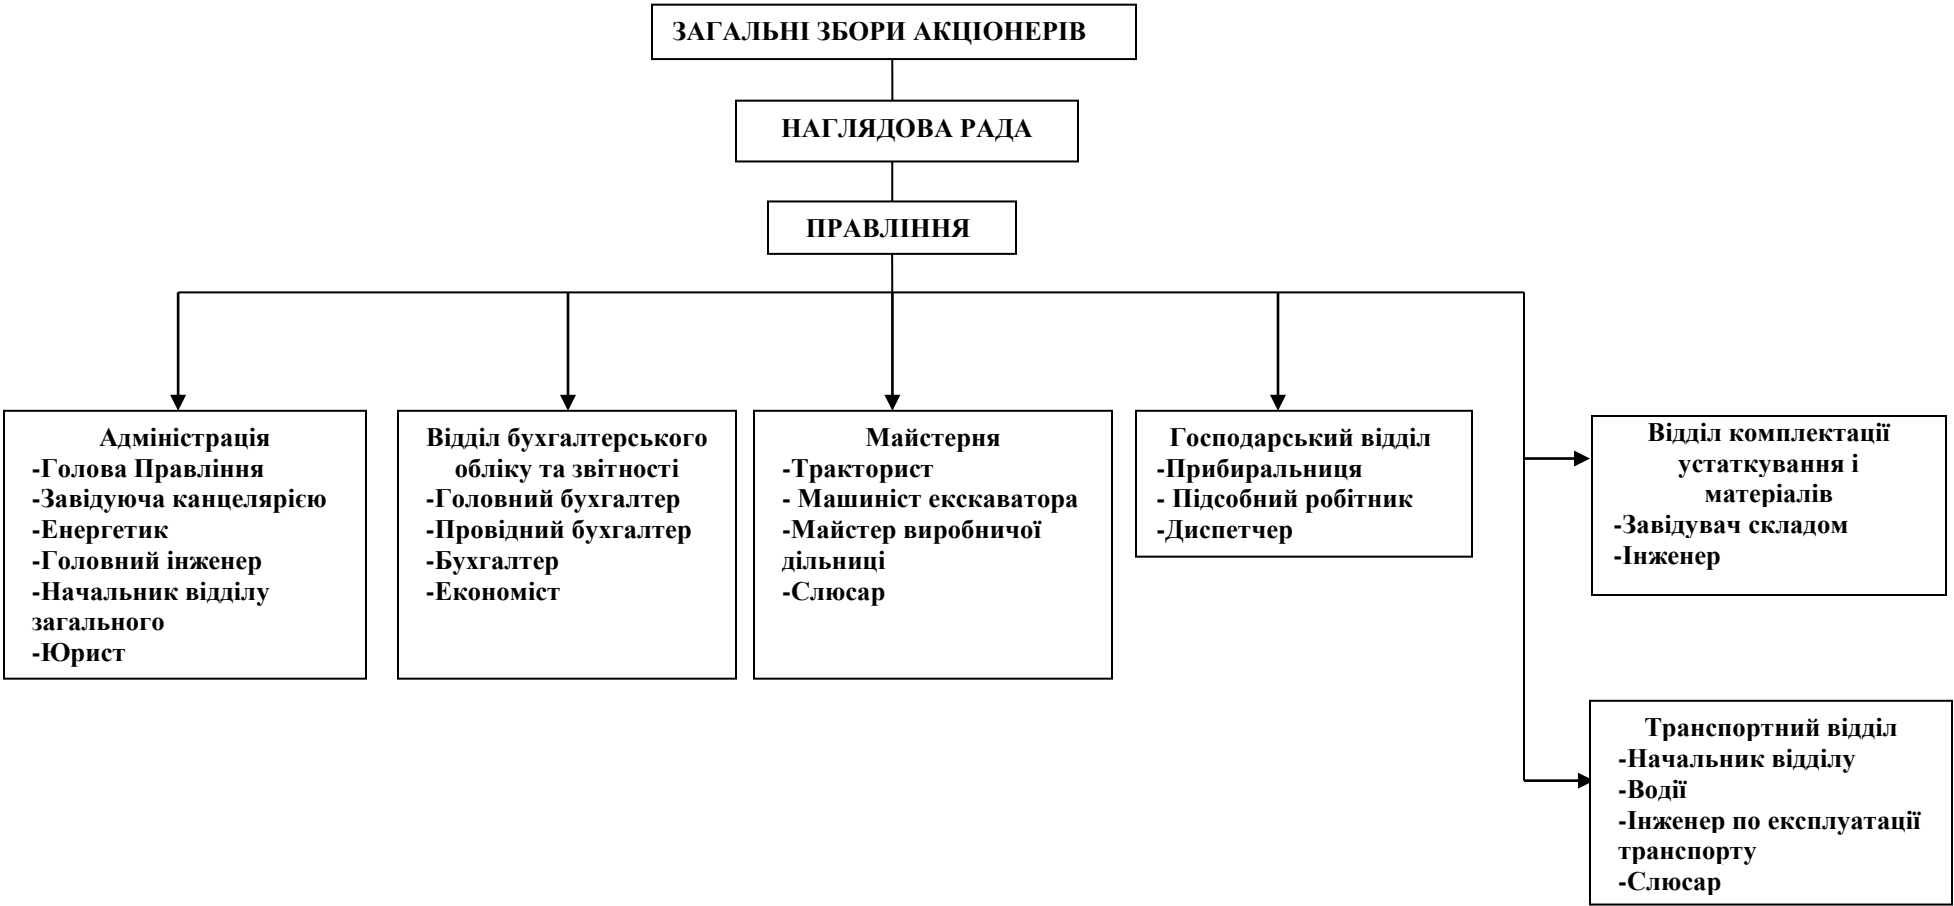 ЗАГАЛЬНІ ЗБОРИ АКЦІОНЕРІВ
НАГЛЯДОВА РАДА
ПРАВЛІННЯ
Адміністрація
-Голова Правління
-Завідуюча канцелярією
-Енергетик
-Головний інженер
-Начальник відділу
загального
-Юрист
Відділ бухгалтерського
обліку та звітності
-Головний бухгалтер
-Провідний бухгалтер
-Бухгалтер
-Економіст
Майстерня
-Тракторист
- Машиніст екскаватора
-Майстер виробничої
дільниці
-Слюсар
Господарський відділ
-Прибиральниця
- Підсобний робітник
-Диспетчер
Відділ комплектації
устаткування і
матеріалів
-Завідувач складом
-Інженер
Транспортний відділ
-Начальник відділу
-Водії
-Інженер по експлуатації
транспорту
-Слюсар